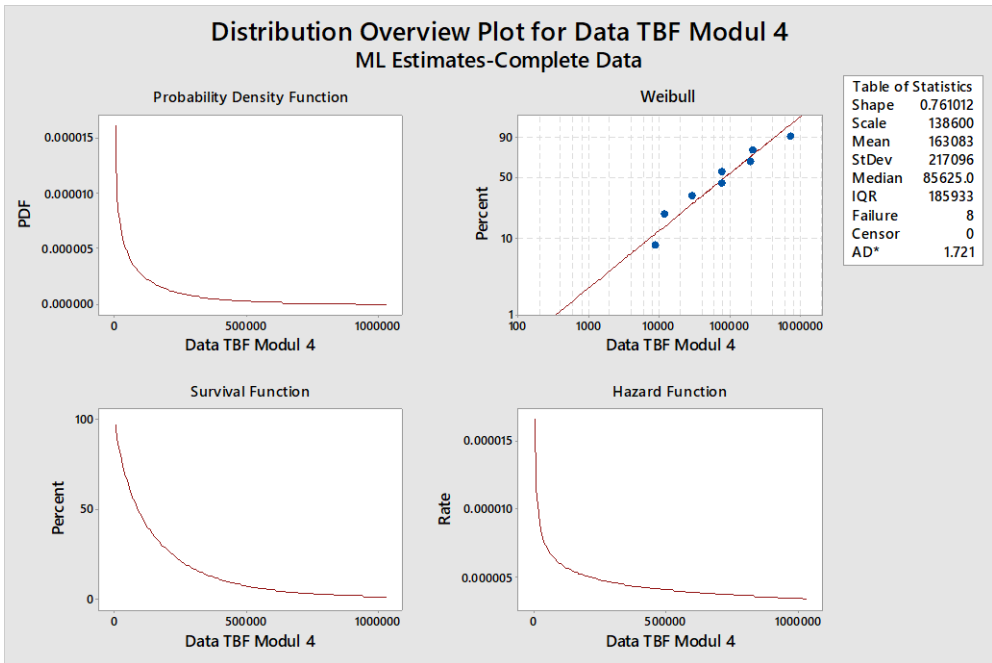 Distribution Overview Plot for Data TBF Modul 4
ML Estimates-Complete Data
Probability Density Function
0.000015
0.000010
0.000005
0.000000
PDF
0 500000 1000000
Data TBF Modul 4
Weibull
90
50
10
1
Percent
100 1000 10000 100000 1000000
Data TBF Modul 4
Table of Statistics
Shape 0.761012
Scale 138600
Mean 163083
StDev 217096
Median 85625.0
IQR 185933
Failure 8
Censor 0
AD* 1.721
Survival Function
100
50
0
Percent
0 500000 1000000
Data TBF Modul 4
Hazard Function
0.000015
0.000010
0.000005
Rate
0 500000 1000000
Data TBF Modul 4